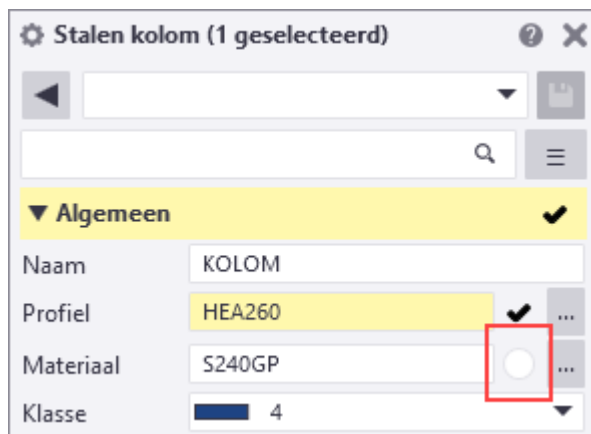 Stalen kolom (1 geselecteerd)
Algemeen
Naam KOLOM
Profiel HEA260 ...
Materiaal S240GP ...
Klasse 4